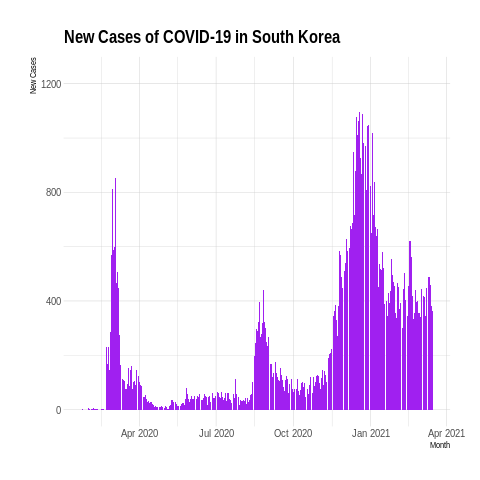 New Cases of COVID-19 in South Korea
New Cases
1200
800
400
0
Apr 2020 Jul 2020 Oct 2020 Jan 2021 Apr 2021
Month